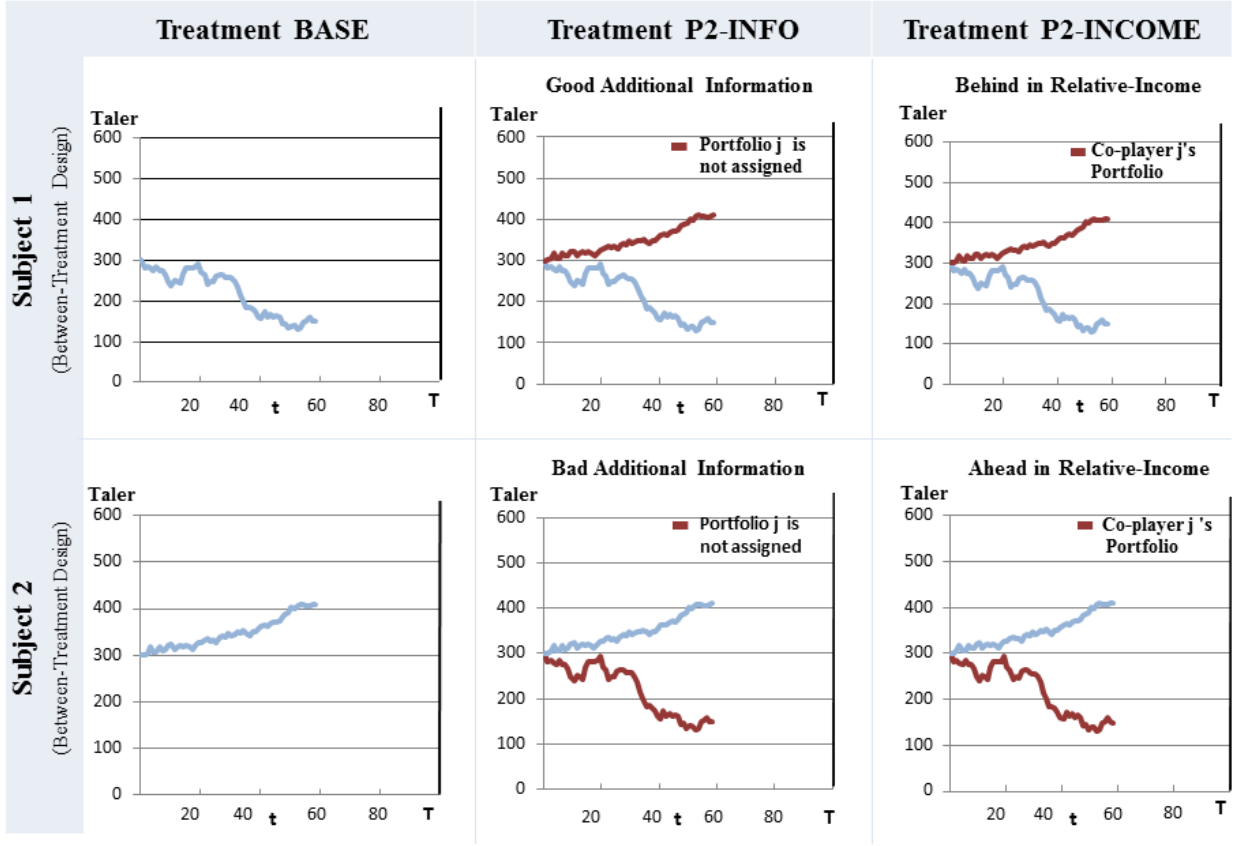 Treatment BASE
Treatment P2-INFO
Treatment P2-INCOME
Subject 1
(Between-Treatment Design)
Taler
600
500
400
300
200
100
0
20
40
t
60
80
T
Good Additional Information
Taler
600
500
400
300
200
100
0
Portfolio j is
not assigned
20
40
t
60
80
T
Behind in Relative-Income
Taler
600
500
400
300
200
100
0
Co-player j's
Portfolio
20
40
t
60
80
T
Subject 2
(Between-Treatment Design)
Taler
600
500
400
300
200
100
0
20
40
t
60
80
T
Bad Additional Information
Taler
600
500
400
300
200
100
0
Portfolio j is
not assigned
20
40
t
60
80
T
Ahead in Relative-Income
Taler
600
500
400
300
200
100
0
Co-player j 's
Portfolio
20
40
t
60
80
T